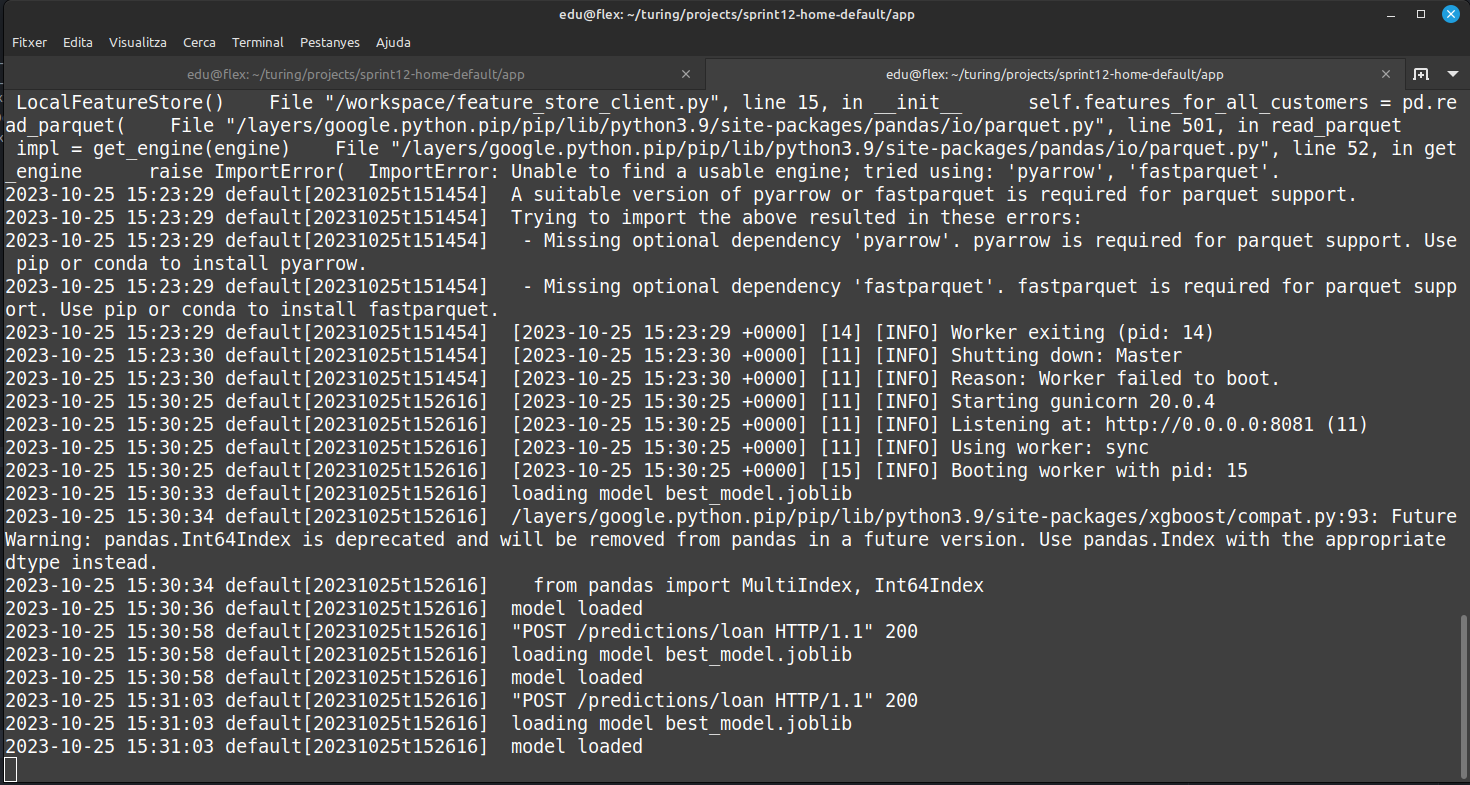 edu@flex: ~/turing/projects/sprint12-home-default/app
Fitxer Edita Visualitza Cerca Terminal Pestanyes Ajuda
edu@flex: ~/turing/projects/sprint12-home-default/app × edu@flex: ~/turing/projects/sprint12-home-default/app ×
LocalFeatureStore()    File "/workspace/feature_store_client.py", line 15, in __init__      self.features_for_all_customers = pd.re
ad_parquet(    File "/layers/google.python.pip/pip/lib/python3.9/site-packages/pandas/io/parquet.py", line 501, in read_parquet
impl = get_engine(engine)    File "/layers/google.python.pip/pip/lib/python3.9/site-packages/pandas/io/parquet.py", line 52, in get
_engine      raise ImportError(  ImportError: Unable to find a usable engine; tried using: 'pyarrow', 'fastparquet'.
2023-10-25 15:23:29 default[20231025t151454]  A suitable version of pyarrow or fastparquet is required for parquet support.
2023-10-25 15:23:29 default[20231025t151454]  Trying to import the above resulted in these errors:
2023-10-25 15:23:29 default[20231025t151454]   - Missing optional dependency 'pyarrow'. pyarrow is required for parquet support. Use
pip or conda to install pyarrow.
2023-10-25 15:23:29 default[20231025t151454]   - Missing optional dependency 'fastparquet'. fastparquet is required for parquet supp
ort. Use pip or conda to install fastparquet.
2023-10-25 15:23:29 default[20231025t151454]  [2023-10-25 15:23:29 +0000] [14] [INFO] Worker exiting (pid: 14)
2023-10-25 15:23:30 default[20231025t151454]  [2023-10-25 15:23:30 +0000] [11] [INFO] Shutting down: Master
2023-10-25 15:23:30 default[20231025t151454]  [2023-10-25 15:23:30 +0000] [11] [INFO] Reason: Worker failed to boot.
2023-10-25 15:30:25 default[20231025t152616]  [2023-10-25 15:30:25 +0000] [11] [INFO] Starting gunicorn 20.0.4
2023-10-25 15:30:25 default[20231025t152616]  [2023-10-25 15:30:25 +0000] [11] [INFO] Listening at: http://0.0.0.0:8081 (11)
2023-10-25 15:30:25 default[20231025t152616]  [2023-10-25 15:30:25 +0000] [11] [INFO] Using worker: sync
2023-10-25 15:30:25 default[20231025t152616]  [2023-10-25 15:30:25 +0000] [15] [INFO] Booting worker with pid: 15
2023-10-25 15:30:33 default[20231025t152616]  loading model best_model.joblib
2023-10-25 15:30:34 default[20231025t152616]  /layers/google.python.pip/pip/lib/python3.9/site-packages/xgboost/compat.py:93: Future
Warning: pandas.Int64Index is deprecated and will be removed from pandas in a future version. Use pandas.Index with the appropriate
dtype instead.
2023-10-25 15:30:34 default[20231025t152616]    from pandas import MultiIndex, Int64Index
2023-10-25 15:30:36 default[20231025t152616]  model loaded
2023-10-25 15:30:58 default[20231025t152616]  "POST /predictions/loan HTTP/1.1" 200
2023-10-25 15:30:58 default[20231025t152616]  loading model best_model.joblib
2023-10-25 15:30:58 default[20231025t152616]  model loaded
2023-10-25 15:31:03 default[20231025t152616]  "POST /predictions/loan HTTP/1.1" 200
2023-10-25 15:31:03 default[20231025t152616]  loading model best_model.joblib
2023-10-25 15:31:03 default[20231025t152616]  model loaded